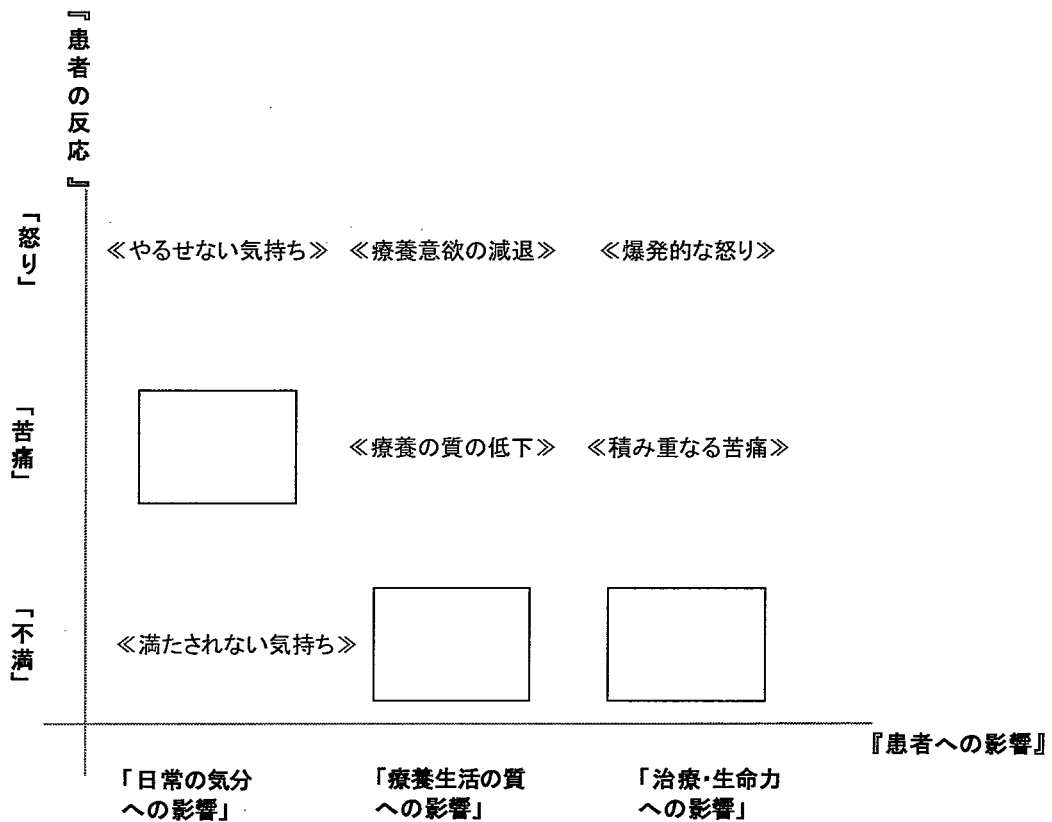 『患者の反応』
「怒り」
≪やるせない気持ち≫ ≪療養意欲の減退≫ ≪爆発的な怒り≫
「苦痛」
≪療養の質の低下≫ ≪積み重なる苦痛≫
「不満」
≪満たされない気持ち≫
『患者への影響』
「日常の気分
への影響」
「療養生活の質
への影響」
「治療・生命力
への影響」